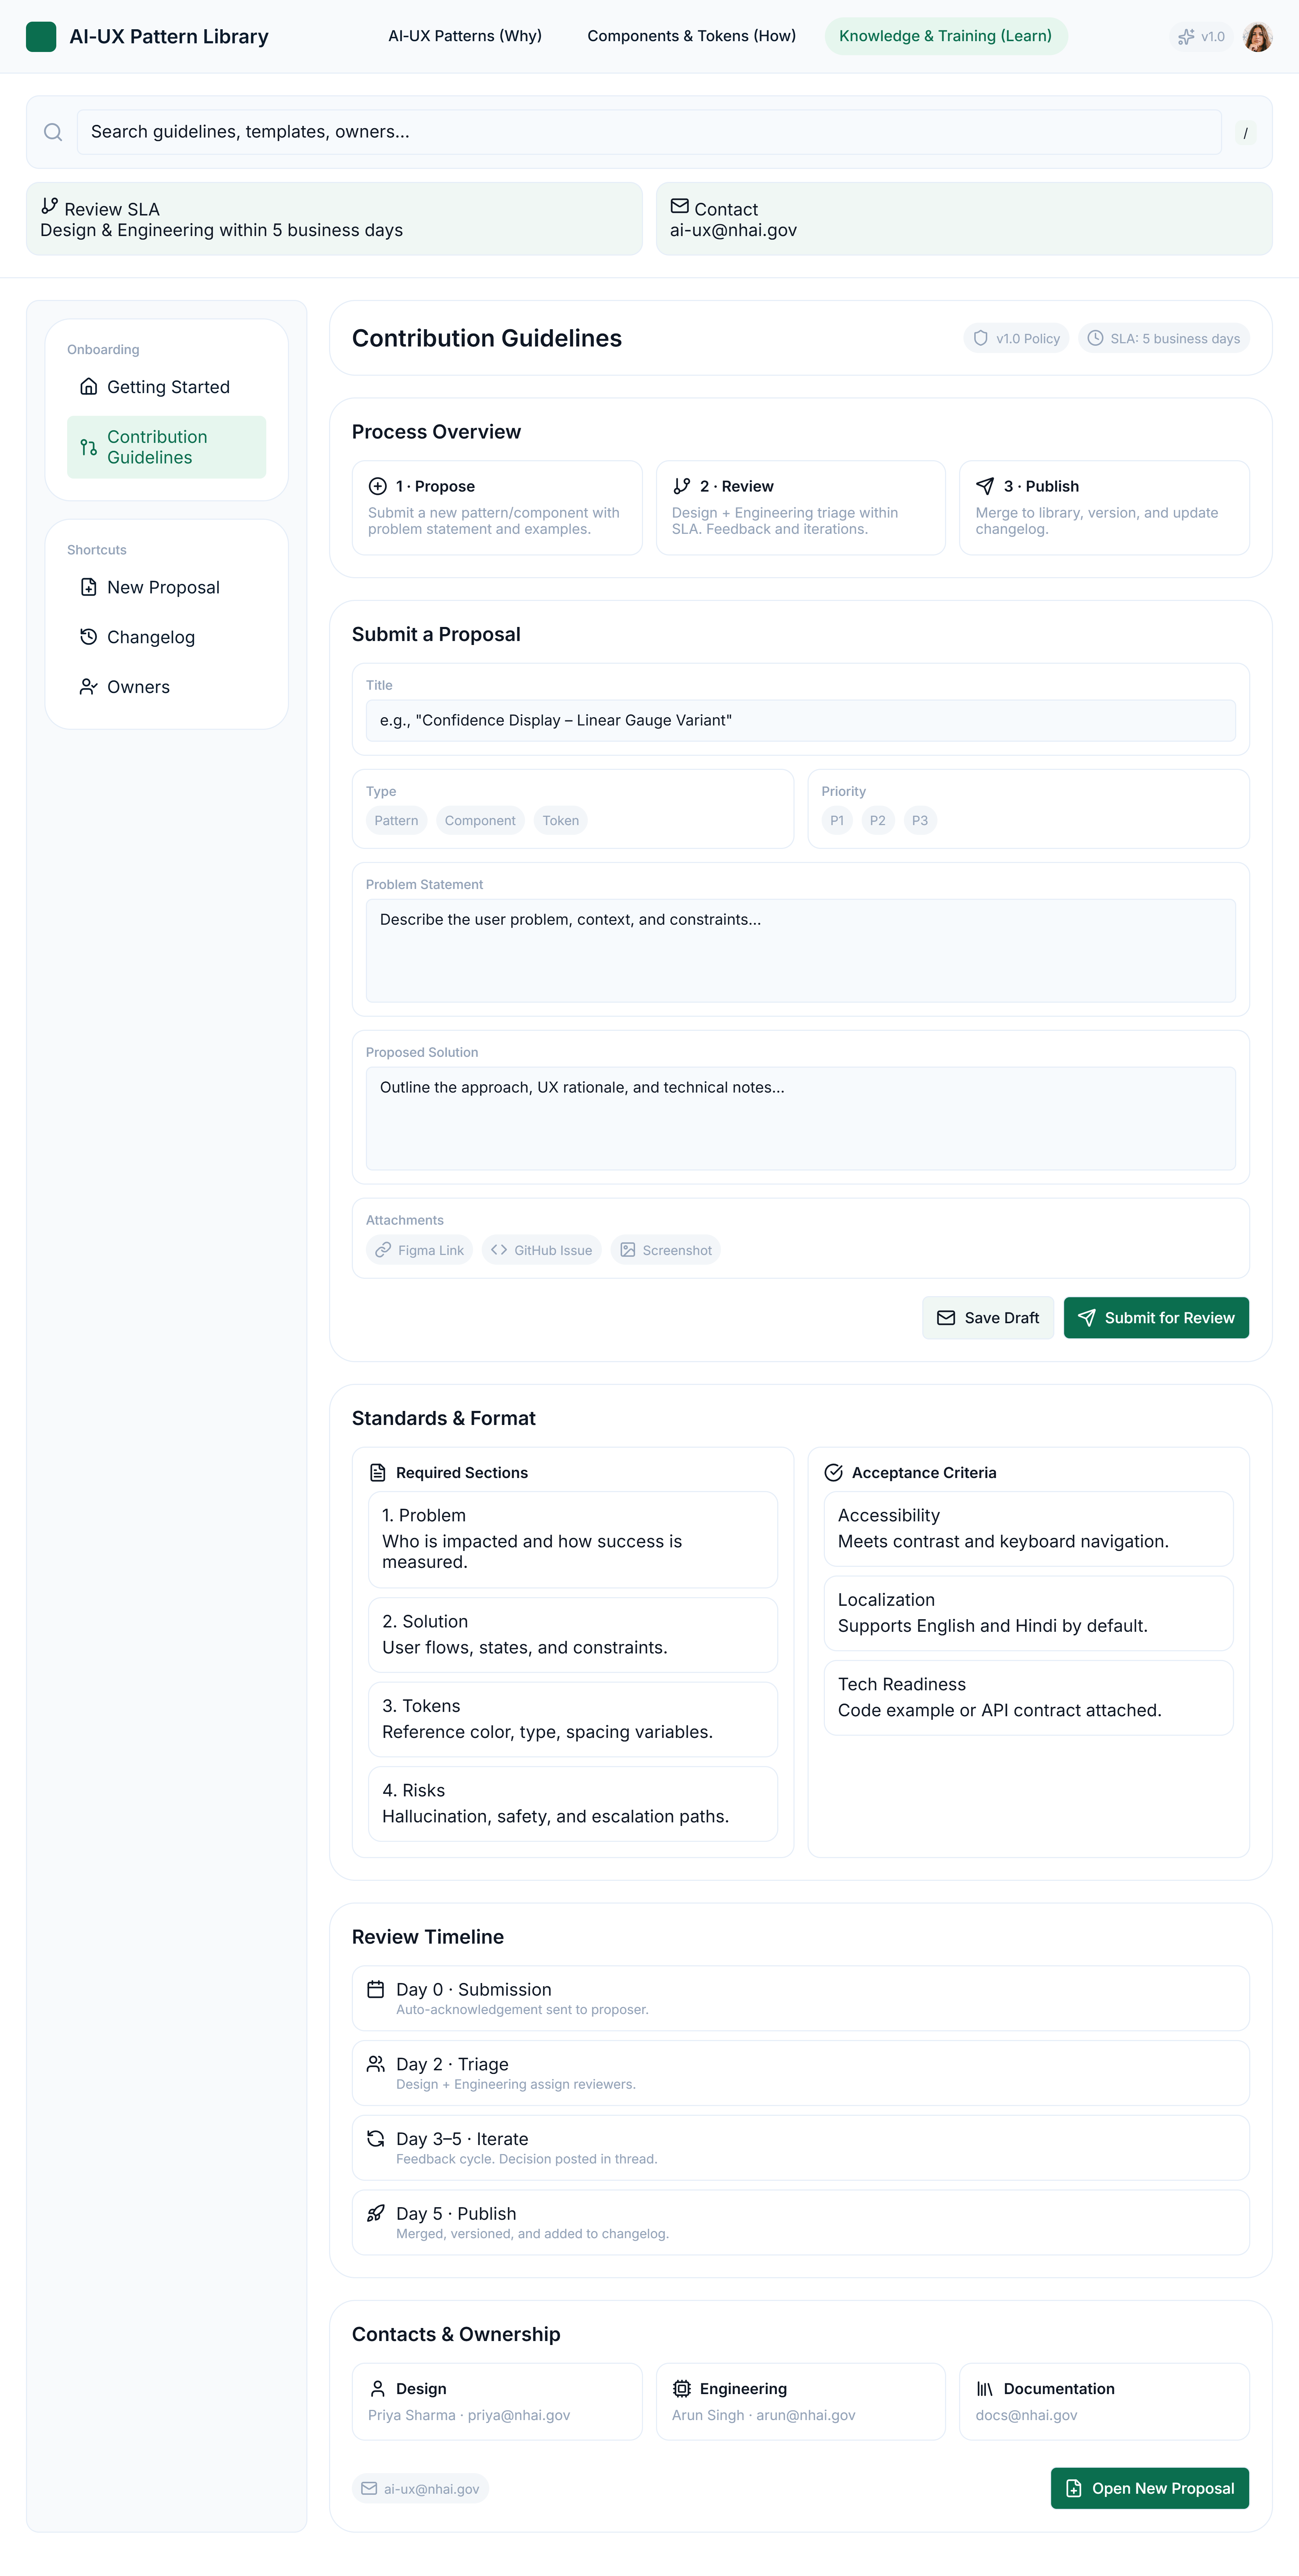 AI-UX Pattern Library
AI-UX Patterns (Why)
Components & Tokens (How)
Knowledge & Training (Learn)
v1.0
Search guidelines, templates, owners...
/
Review SLA
Design & Engineering within 5 business days
Contact
ai-ux@nhai.gov
Onboarding
Getting Started
Contribution
Guidelines
Shortcuts
New Proposal
Changelog
Owners
Contribution Guidelines
v1.0 Policy
SLA: 5 business days
Process Overview
1 · Propose
Submit a new pattern/component with
problem statement and examples.
2 · Review
Design + Engineering triage within
SLA. Feedback and iterations.
3 · Publish
Merge to library, version, and update
changelog.
Submit a Proposal
Title
e.g., "Confidence Display – Linear Gauge Variant"
Type
Pattern
Component
Token
Priority
P1
P2
P3
Problem Statement
Describe the user problem, context, and constraints...
Proposed Solution
Outline the approach, UX rationale, and technical notes...
Attachments
Figma Link
GitHub Issue
Screenshot
Save Draft
Submit for Review
Standards & Format
Required Sections
1. Problem
Who is impacted and how success is
measured.
2. Solution
User flows, states, and constraints.
3. Tokens
Reference color, type, spacing variables.
4. Risks
Hallucination, safety, and escalation paths.
Acceptance Criteria
Accessibility
Meets contrast and keyboard navigation.
Localization
Supports English and Hindi by default.
Tech Readiness
Code example or API contract attached.
Review Timeline
Day 0 · Submission
Auto-acknowledgement sent to proposer.
Day 2 · Triage
Design + Engineering assign reviewers.
Day 3–5 · Iterate
Feedback cycle. Decision posted in thread.
Day 5 · Publish
Merged, versioned, and added to changelog.
Contacts & Ownership
Design
Priya Sharma · priya@nhai.gov
Engineering
Arun Singh · arun@nhai.gov
Documentation
docs@nhai.gov
ai-ux@nhai.gov
Open New Proposal